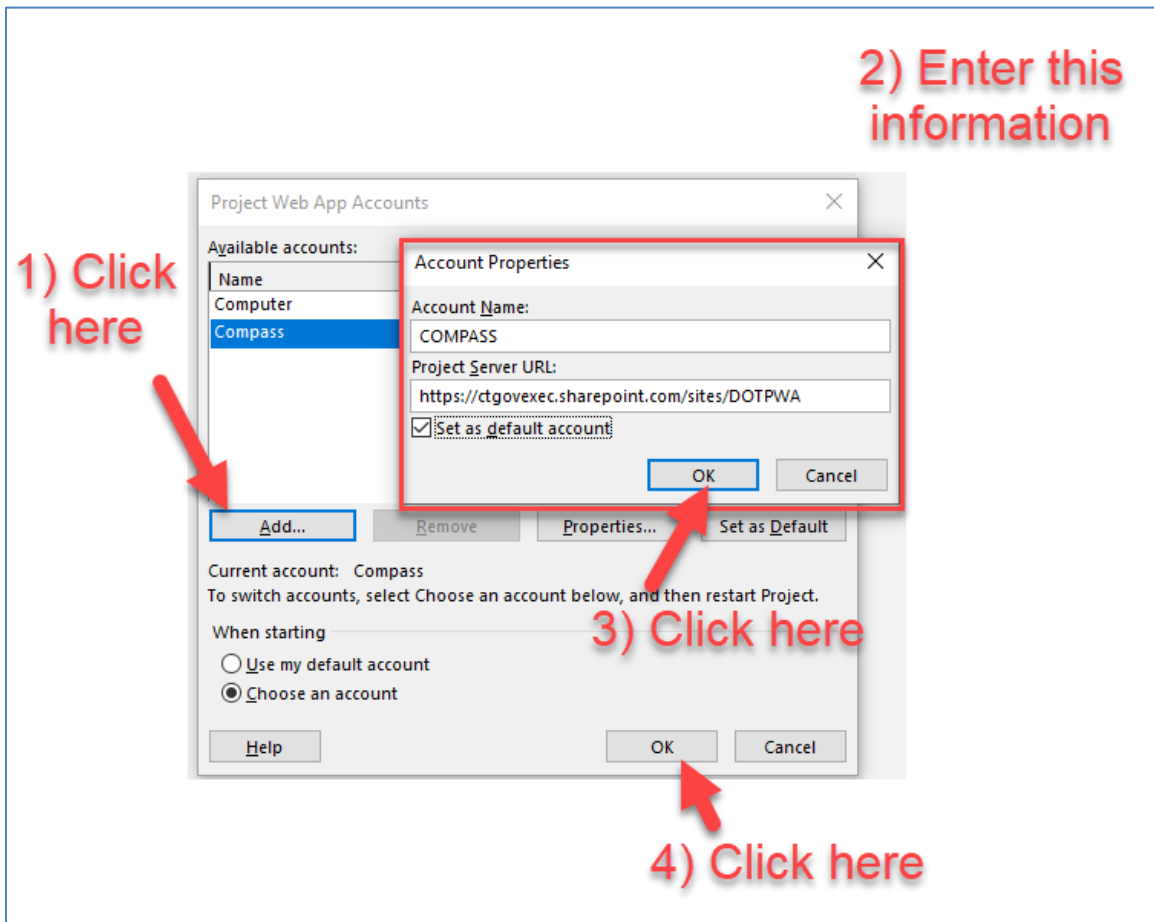 2) Enter this
information
Project Web App Accounts
Available accounts:
Name
Computer
Compass
1) Click
here
Account Properties
Account Name:
COMPASS
Project Server URL:
https://ctgovexec.sharepoint.com/sites/DOTPWA
Set as default account
OK Cancel
Add... Remove Properties... Set as Default
Current account: Compass
To switch accounts, select Choose an account below, and then restart Project.
3) Click here
When starting
Use my default account
Choose an account
Help OK Cancel
4) Click here